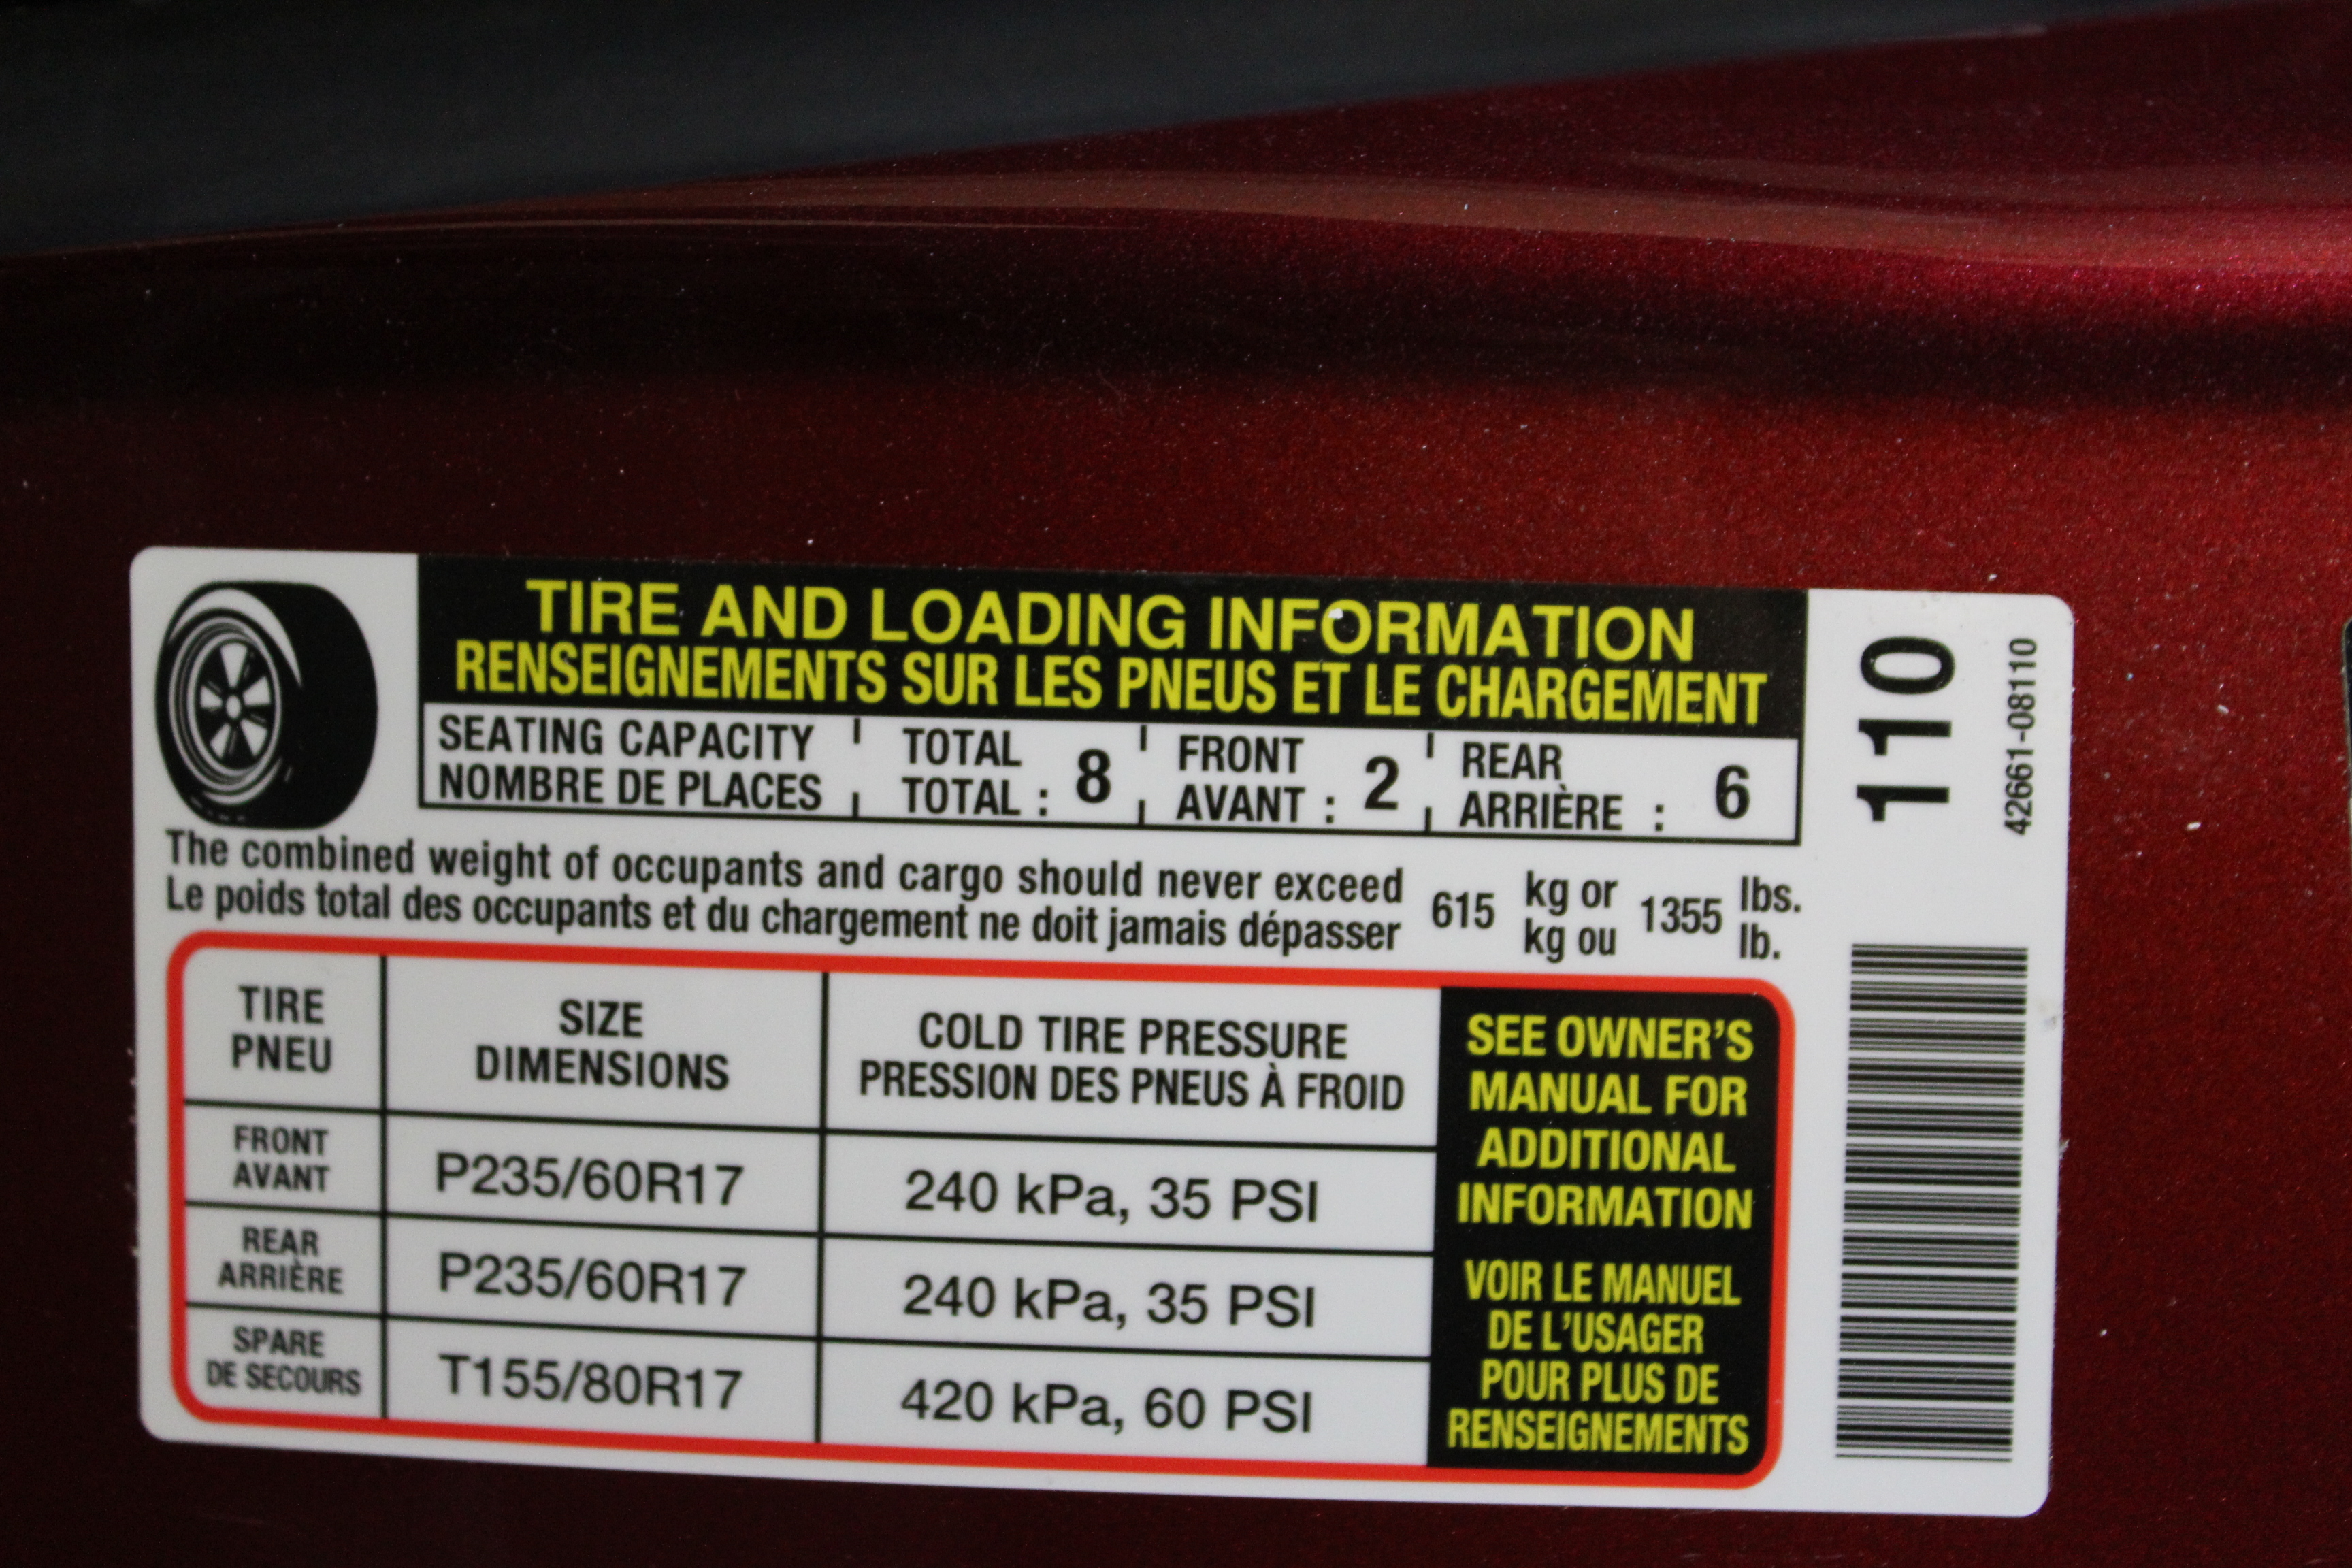 TIRE AND LOADING INFORMATION
RENSEIGNEMENTS SUR LES PNEUS ET LE CHARGEMENT
SEATING CAPACITY TOTAL FRONT REAR
NOMBRE DE PLACES TOTAL : 8 AVANT : 2 ARRIÈRE : 6
The combined weight of occupants and cargo should never exceed 615 kg or 1355 lbs.
Le poids total des occupants et du chargement ne doit jamais dépasser kg ou lb.
TIRE SIZE COLD TIRE PRESSURE
PNEU DIMENSIONS PRESSION DES PNEUS À FROID
FRONT
AVANT P235/60R17 240 kPa, 35 PSI
REAR
ARRIÈRE P235/60R17 240 kPa, 35 PSI
SPARE
DE SECOURS T155/80R17 420 kPa, 60 PSI
SEE OWNER'S
MANUAL FOR
ADDITIONAL
INFORMATION
VOIR LE MANUEL
DE L'USAGER
POUR PLUS DE
RENSEIGNEMENTS
110
42661-08110